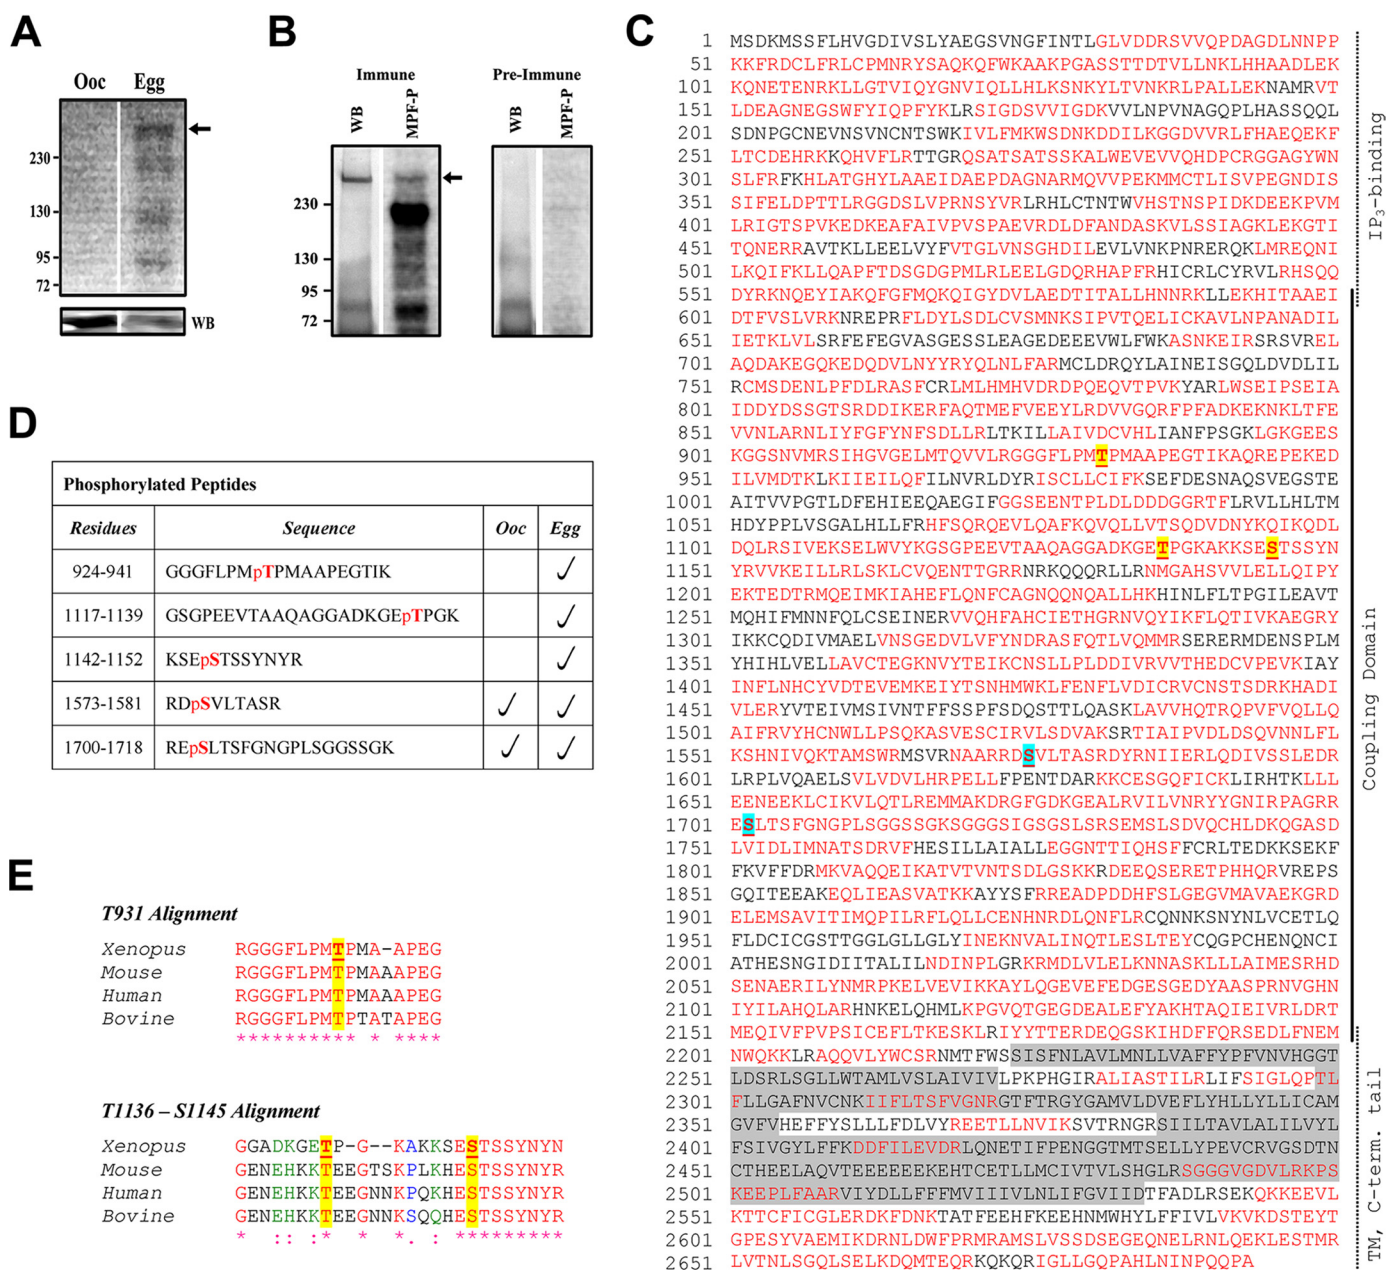 A
Ooc Egg
230
130
95
72
WB
B
Immune
Pre-Immune
WB
MPF-P
WB
MPF-P
230
130
95
72
C
1 MSDKMSSFLHVGDIVSLYAEGSVNGFINTLGLVDDRSVVQPDAGDLNNPP
51 KKFRDCLFRLCPMNRYSAQKQFWKAAKPGASSTTDTVLLNKLHHAADLEK
101 KQNETENRKLLGTVIQYGNVIQLLHLKSNKYLTVNKRLPALLEKNAMRVT
151 LDEAGNEGSWFYIQPFYKLRSIGDSVVIGDKVVLNPVNAGQPLHASSQQL
201 SDNPGCNEVNSVNCNTSWKIVLFMKWSDNKDDILKGGDVVRLFHAEQEKF
251 LTCDEHRKKQHVFLRTTGRQSATSATSSKALWEVEVVQHDPCRGGAGYWN
301 SLFRFKHLATGHYLAAEIDAEPDAGNARMQVVPEKMMCTLISVPEGNDIS
351 SIFELDPTTLRGGDSLVPRNSYVRLRHLCTNTWVHSTNSPIDKDEEKPVM
401 LRIGTSPVKEDKEAFAIVPVSPAEVRDLDFANDASKVLSSIAGKLEKGTI
451 TQNERRAVTKLLEELVYFVTGLVNSGHDILEVLVNKPNRERQKLMREQNI
501 LKQIFKLLQAPFTDSGDGPMLRLEELGDQRHAPFRHICRLCYRVLRHSQQ
551 DYRKNQEYIAKQFGFMQKQIGYDVLAEDTITALLHNNRKLLEKHITAAEI
601 DTFVSLVRKNREPRFLDYLSDLCVSMNKSIPVTQELICKAVLNPANADIL
651 IETKLVLSRFEFEGVASGESSLEAGEDEEEVWLFWKASNKEIRSRSVREL
701 AQDAKEGQKEDQDVLNYYRYQLNLFARMCLDRQYLAINEISGQLDVDLIL
751 RCMSDENLPFDLRASFCRLMLHMHVDRDPQEQVTPVKYARLWSEIPSEIA
801 IDDYDSSGTSRDDIKERFAQTMEFVEEYLRDVVGQRFPFADKEKNKLTFE
851 VVNLARNLIYFGFYNFSDLLRLTKILLAIVDCVHLIANFPSGKLGKGEES
901 KGGSNVMRSIHGVGELMTQVVLRGGGFLPMTPMAAPEGTIKAQREPEKED
951 ILVMDTKLKIIEILQFILNVRLDYRISCLLCIFKSEFDESNAQSVEGSTE
1001 AITVVPGTLDFEHIEEQAEGIFGGSEENTPLDLDDDGGRTFLRVLLHLTM
1051 HDYPPLVSGALHLLFRHFSQRQEVLQAFKQVQLLVTSQDVDNYKQIKQDL
1101 DQLRSIVEKSELWVYKGSGPEEVTAAQAGGADKGETPGKAKKSESTSSYN
1151 YRVVKEILLRLSKLCVQENTGRRNRKQQQRLLRNMGAHSVVLELLQIPY
1201 EKTEDTRMQEIMKIAHEFLQNFCAGNQQNQALLHKHINLFLTPGILEAVT
1251 MQHIFMNNFQLCSEINERVVQHFAHCIETHGRNVQYIKFLQTIVKAEGRY
1301 IKKCQDIVMAELVNSGEDVLVFYNDRASFQTLVQMMRSERERMDENSPLM
1351 YHIHLVELLAVCTEGKNVYTEIKCNSLLPLDDIVRVVTHEDCVPEVKIAY
1401 INFLNHCYVDTEVEMKEIYTSNHMWKLFENFLVDICRVCNSTSDRKHADI
1451 VLERYVTEIVMSIVNTFFSSPFSDQSTTLQASKLAVVHQTRQPVFVQLLQ
1501 AIFRVYHCNWLLPSQKASVESCIRVLSDVAKSRTIAIPVDLDSQVNNLFL
1551 KSHNIVQKTAMSWRMSVRNAARRDSVLTASRDYRNIIERLQDIVSSLEDR
1601 LRPLVQAELSVLVDVLHRPELLFPENTDARKKCESGQFICKLIRHTKLLL
1651 EENEEKLCIKVLQTLREMMAKDRGFGDKGEALRVILVNRYYGNIRPAGRR
1701 ESLTSFGNGPLSGGSSGKSGGGSIGSGSLSRSEMSLSDVQCHLDKQGASD
1751 LVIDLIMNATSDRVFHESILLAIALLEGGNTTIQHSFFCRLTEDKKSEKF
1801 FKVFFDRMKVAQQEIKATVTVNTSDLGSKKRDEEQSERETPHHQRVREPS
1851 GQITEEAKEQLIEASVATKKAYYSFRREADPDDHFSLGEGVMAVAEKGRD
1901 ELEMSAVITIMQPILRFLQLLCENHNRDLQNFLRCQNNKSNYNLVCETLQ
1951 FLDCICGSTTGGLGLLGLYINEKNVALINQTLESLTEYCQGPCHENQNCI
2001 ATHESNGIDIITALILNDINPLGRKRMDLVLELKNNASKLLLAIMESRHD
2051 SENAERILYNMRPKELVEVIKKAYLQGEVEFEDGESGEDYAASPRNVGHN
2101 IYILAHQLARHNKELQHMLKPGVQTGEGDEALEFYAKHTAQIEIVRLDRT
2151 MEQIVFPVPSICEFLTKESKLRIYYTTERDEQGSKIHDFFQRSEDLFNEM
2201 NWQKKLRAQQVLYWCSRNMTFWSSISFNLAVLMNLLVAFFYPFVNVHGGT
2251 LDSRLSGLLWTAMLVSLAIVIVLPKPHGIRALIASTILRLIFSIGLQPTL
2301 FLLGAFNVCNKIIFLTSFVGNRGTFTRGYGAMVLDVEFLYHLLYLLICAM
2351 GVFVHEFFYSLLLFDLVYREETLLNVIKSVTRNGRSIILTAVLALILVYL
2401 FSIVGYLFFKDDFILEVDRLQNETIFPENGGTMTSELLYPEVCRVGSDTN
2451 CTHEELAQVTEEEEEEKEHTCETLLMCIVTVLSHGLRSGGGVGDVLRKPS
2501 KEEPLFAARVIYDLLFFFMVIIIVLNLIFGVIIDTFADLRSEKQKKEEVL
2551 KTTCFICGLERDKFDNKTATFEEHFKEEHNMWHYLFFIVLVKVKDSTEYT
2601 GPESYVAEMIKDRNLDWFPRMRAMSLVSSDSEGEQNELRNLQEKLESTMR
2651 LVTNLSGQLSELKDQMTEQRKQKQRIGLLGQPAHLNINPQQPA
IP3-binding
Coupling Domain
TM, C-term. tail
D
Phosphorylated Peptides
Residues Sequence Ooc Egg
924-941 GGGFLPMpTPMAAPEGTIK ✓
1117-1139 GSGPEEVTAAQAGGADKGEpTPGK ✓
1142-1152 KSEpSTSSYNYR ✓
1573-1581 RDpSVLTASR ✓ ✓
1700-1718 REpSLTSFGNGPLSGGSSGK ✓ ✓
E
T931 Alignment
Xenopus RGGGFLPMTPMA-APEG
Mouse RGGGFLPMTPMAAAPEG
Human RGGGFLPMTPMAAAPEG
Bovine RGGGFLPMTPTATAPEG
********** * ****
T1136 – S1145 Alignment
Xenopus GGADKGETP-G--KAKKSESTSSYNYN
Mouse GENEHKKTEEGTSKPLKHESTSSYNYR
Human GENEHKKTEEGNNKPQKHESTSSYNYR
Bovine GENEHKKTEEGNNKSQQHESTSSYNYR
* :: :* * *. : *********